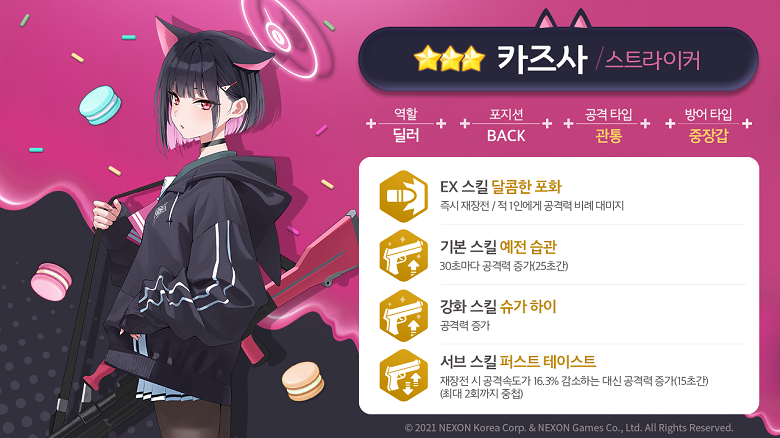 카즈사 /스트라이커
역할 포지션 공격 타입 방어 타입
딜러 BACK 관통 중장갑
EX 스킬 달콤한 포화
즉시 재장전 / 적 1인에게 공격력 비례 대미지
기본 스킬 예전 습관
30초마다 공격력 증가(25초간)
강화 스킬 슈가 하이
공격력 증가
서브 스킬 퍼스트 테이스트
재장전 시 공격속도가 16.3% 감소하는 대신 공격력 증가(15초간)
(최대 2회까지 중첩)
© 2021 NEXON Korea Corp. & NEXON Games Co., Ltd. All Rights Reserved.